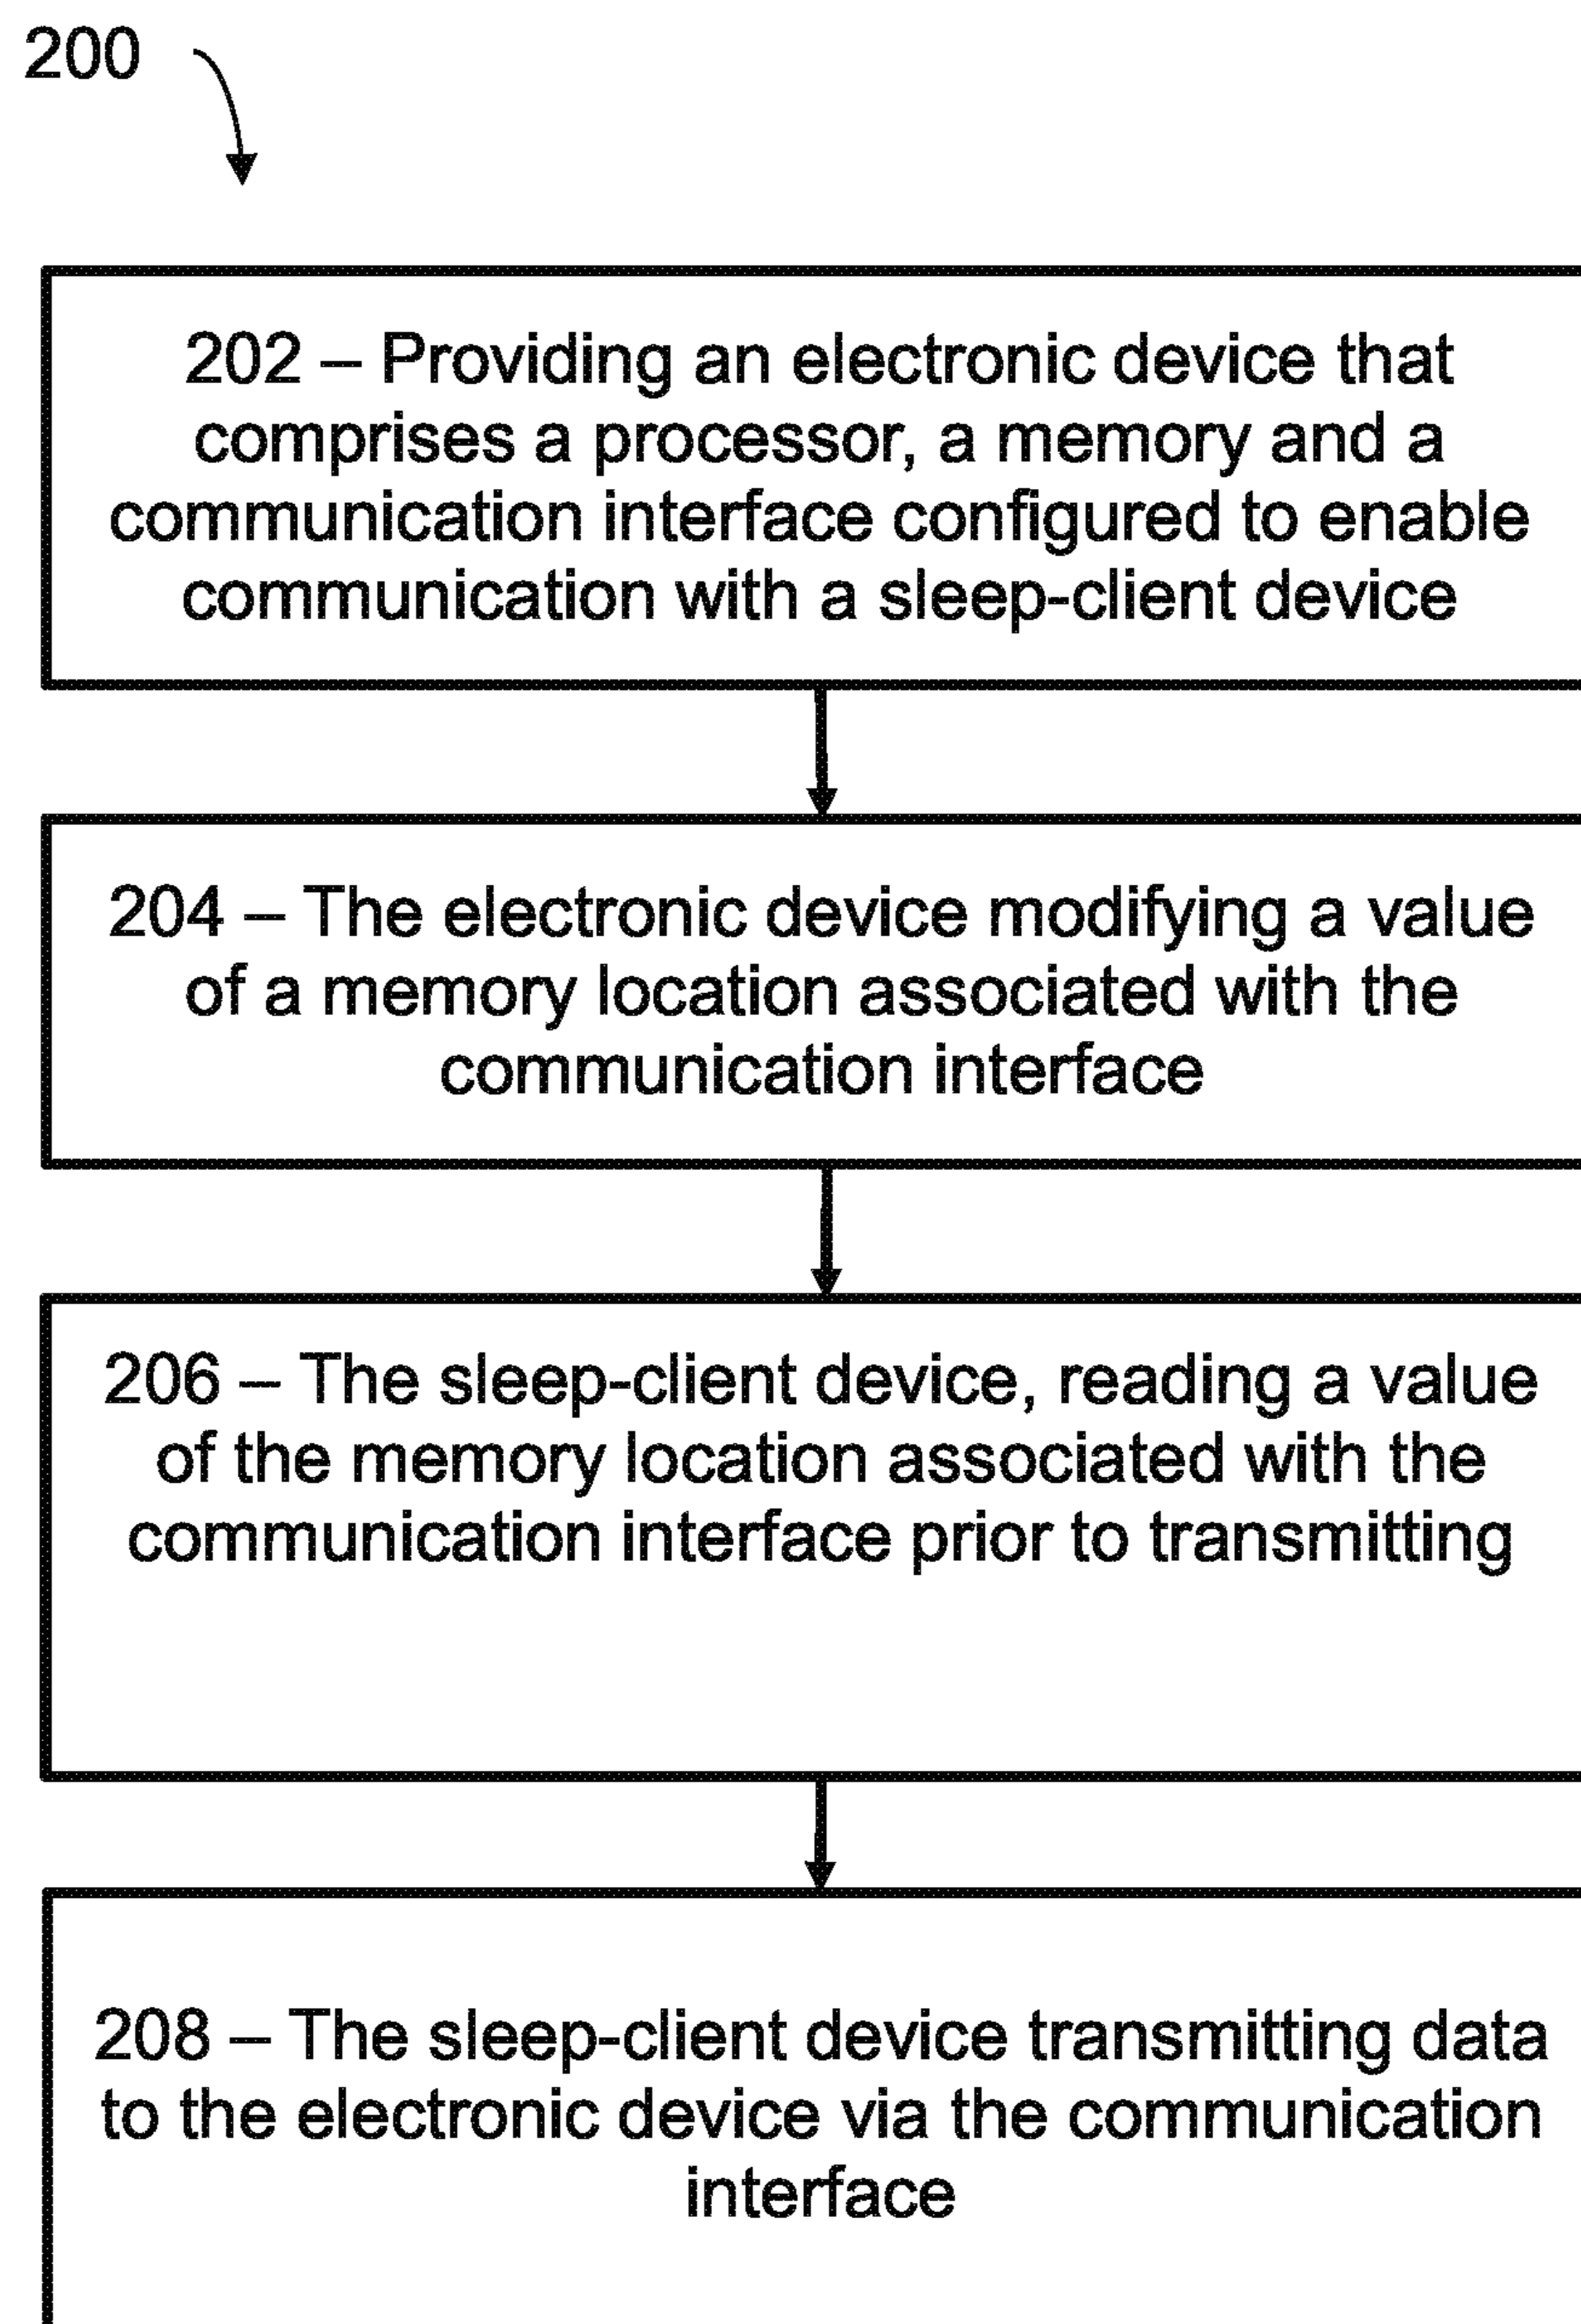 200
202 – Providing an electronic device that
comprises a processor, a memory and a
communication interface configured to enable
communication with a sleep-client device
204 – The electronic device modifying a value
of a memory location associated with the
communication interface
206 – The sleep-client device, reading a value
of the memory location associated with the
communication interface prior to transmitting
208 – The sleep-client device transmitting data
to the electronic device via the communication
interface